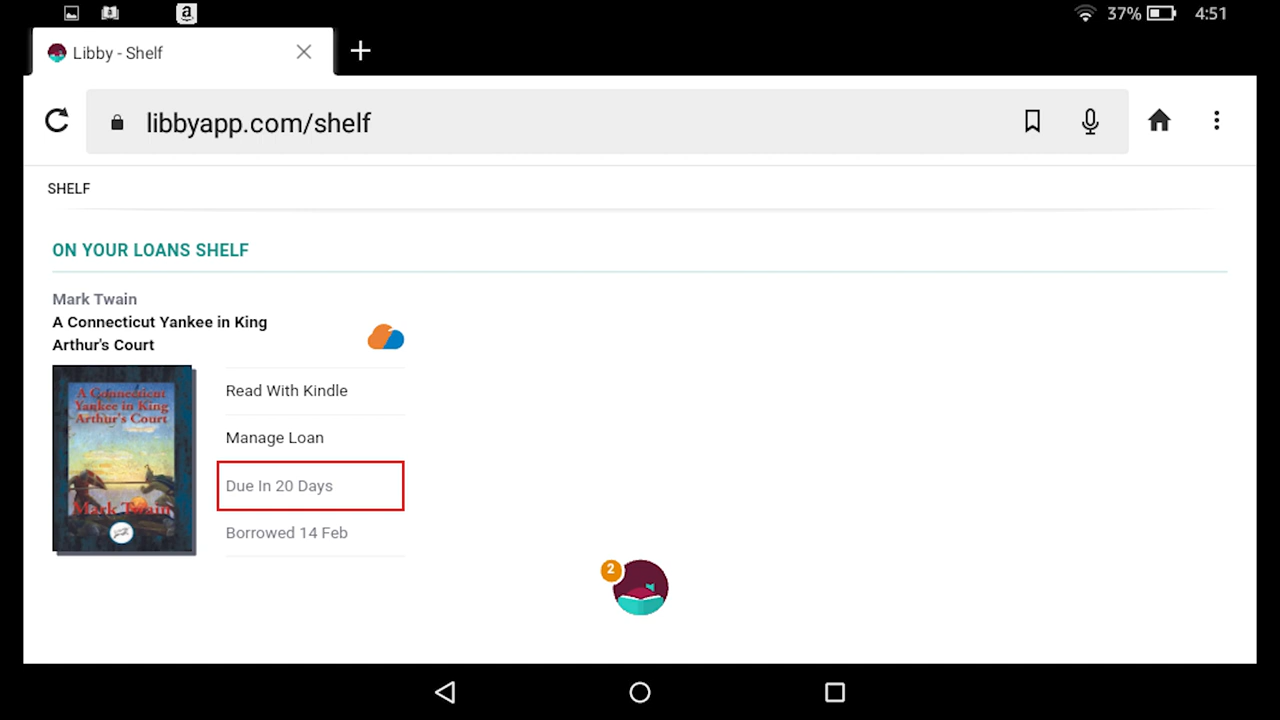 a
37%
4:51
Libby - Shelf
libbyapp.com/shelf
SHELF
ON YOUR LOANS SHELF
Mark Twain
A Connecticut Yankee in King
Arthur's Court
A Connecticut
Yankee in King
Arthur's Court
Mark Twain
Read With Kindle
Manage Loan
Due In 20 Days
Borrowed 14 Feb
2